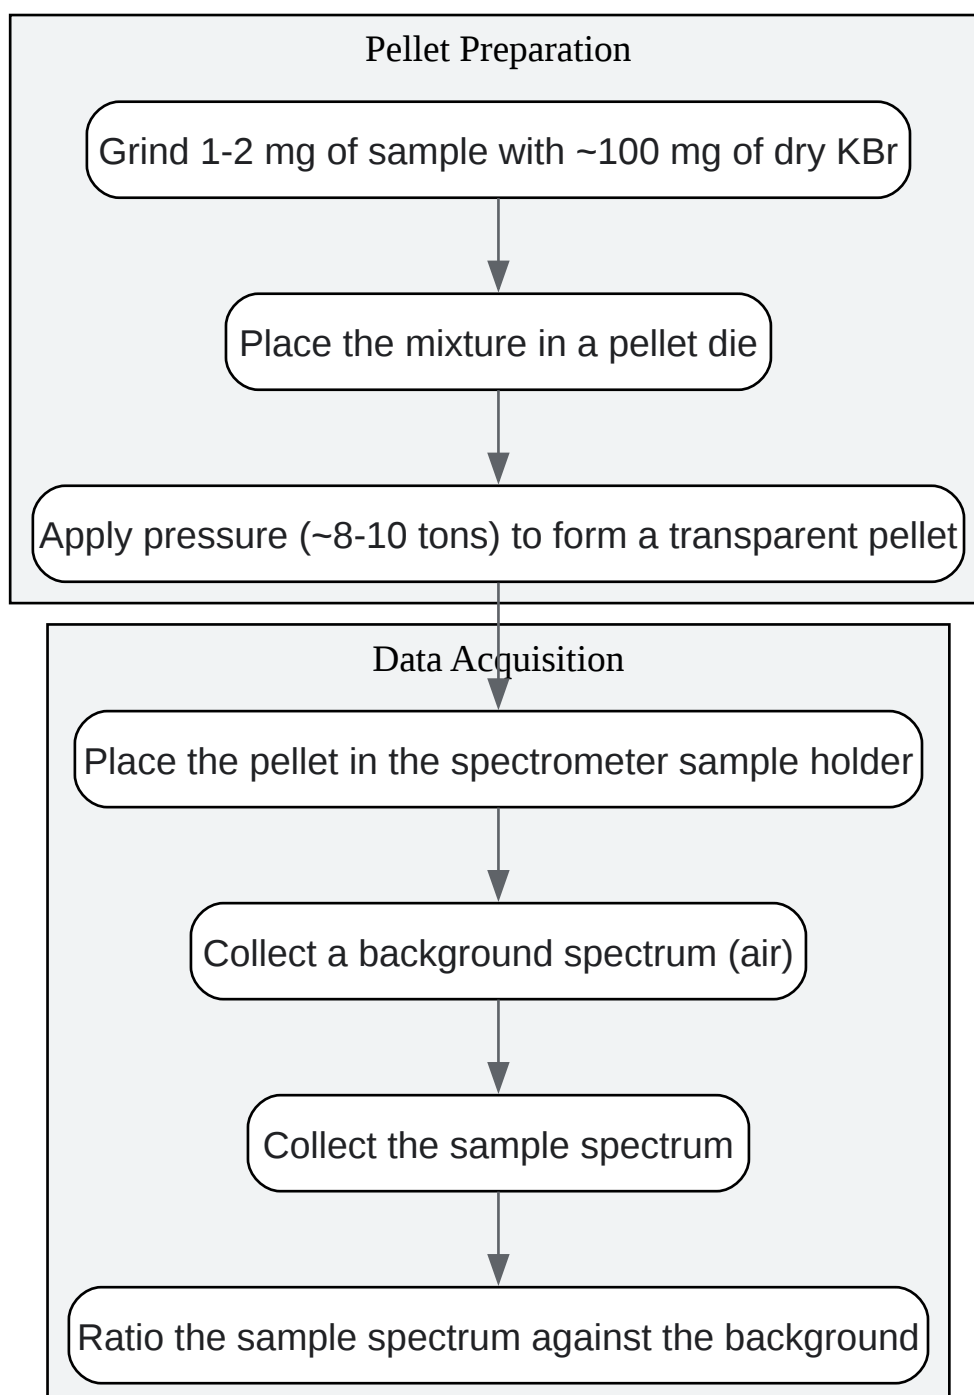 Pellet Preparation
Grind 1-2 mg of sample with ~100 mg of dry KBr
Place the mixture in a pellet die
Apply pressure (~8-10 tons) to form a transparent pellet
Data Acquisition
Place the pellet in the spectrometer sample holder
Collect a background spectrum (air)
Collect the sample spectrum
Ratio the sample spectrum against the background